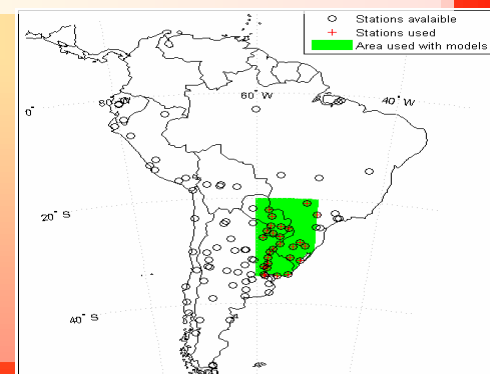 Stations avalaible
Stations used
Area used with models
80° W
60° W
40° W
0°
20° S
40° S